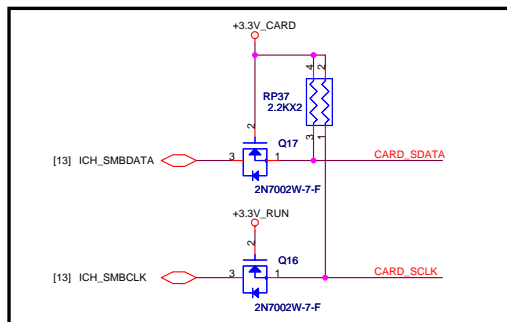 +3.3V_CARD
4 2
RP37
2.2KX2
3 1
2
Q17
[13] ICH_SMBDATA 3 1 CARD_SDATA
2N7002W-7-F
+3.3V_RUN
2
Q16
[13] ICH_SMBCLK 3 1 CARD_SCLK
2N7002W-7-F